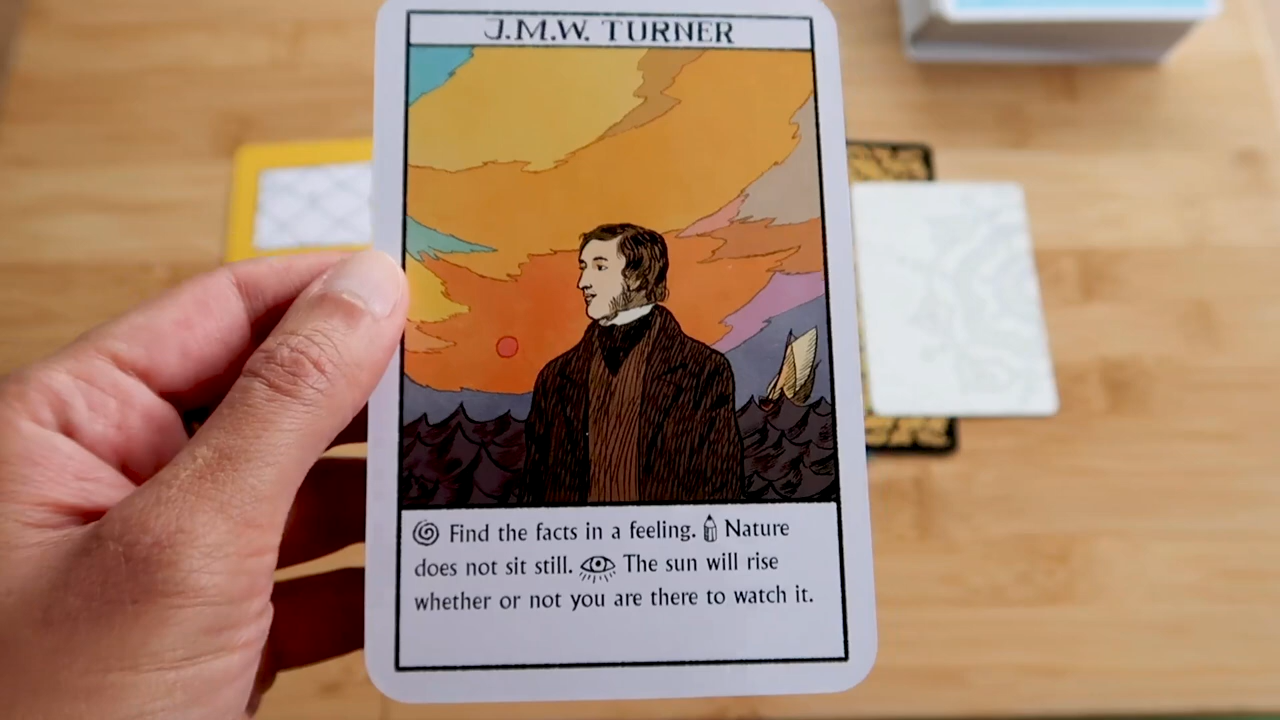 J.M.W. TURNER
Find the facts in a feeling. Nature
does not sit still. The sun will rise
whether or not you are there to watch it.